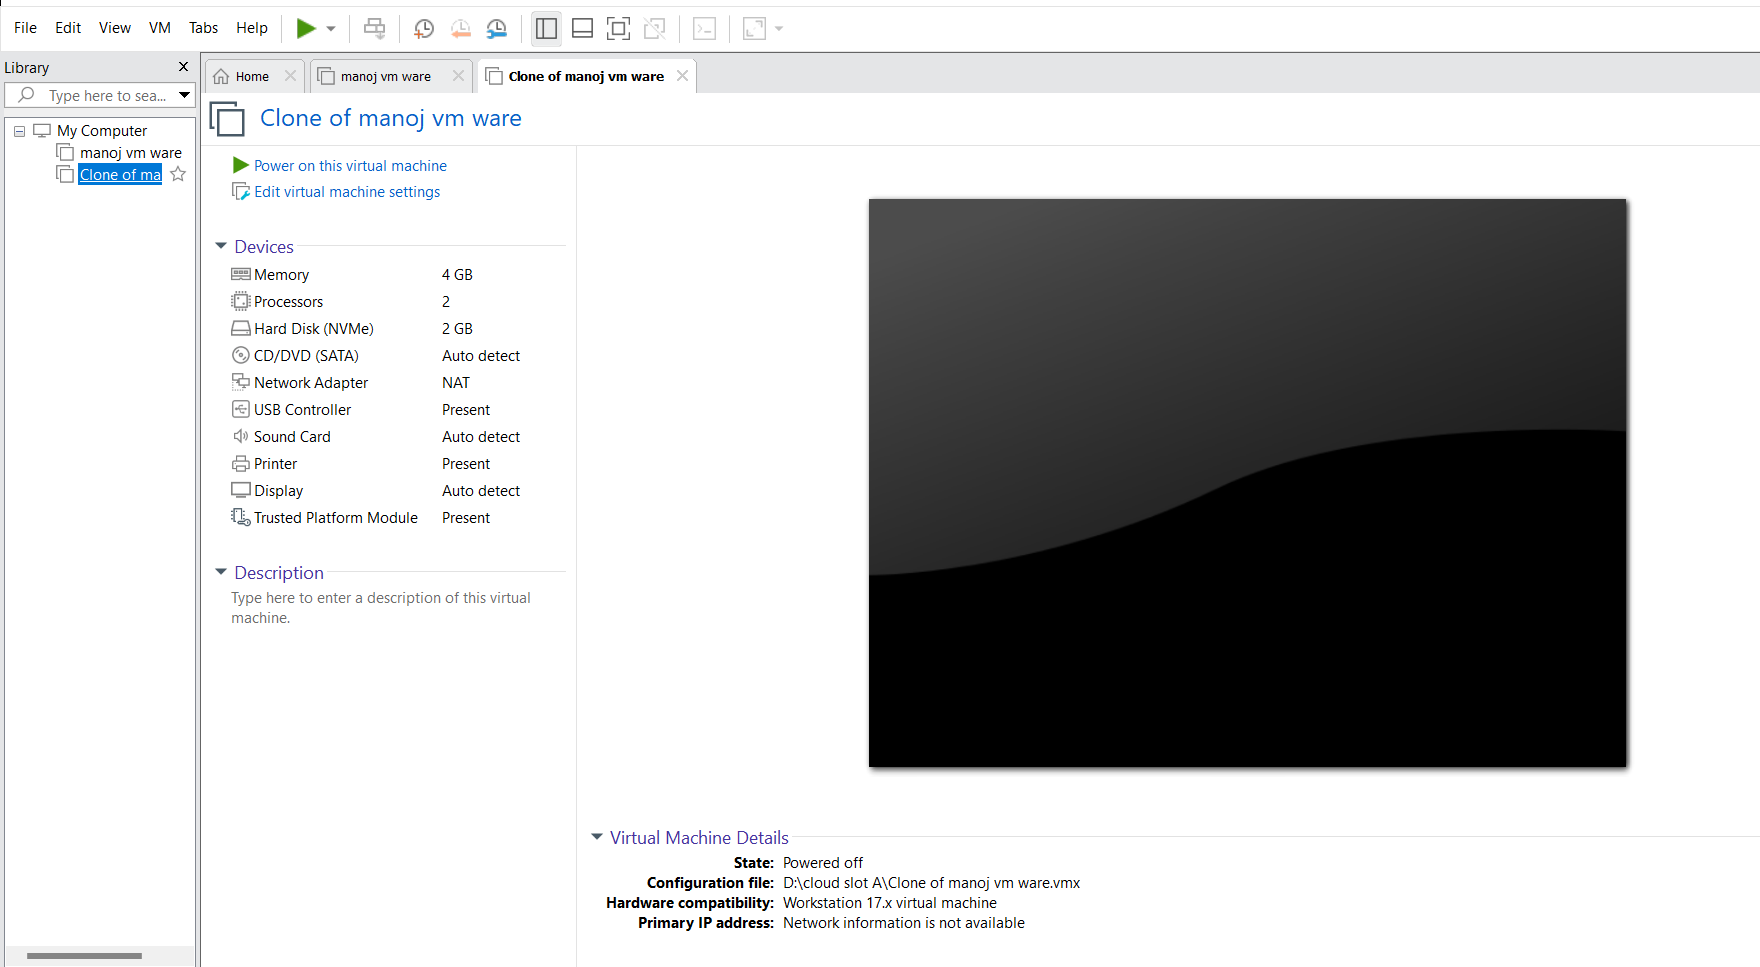 File Edit View VM Tabs Help
Library
Type here to sea...
My Computer
manoj vm ware
Clone of ma
Home
manoj vm ware
Clone of manoj vm ware
Clone of manoj vm ware
Power on this virtual machine
Edit virtual machine settings
Devices
Memory 4 GB
Processors 2
Hard Disk (NVMe) 2 GB
CD/DVD (SATA) Auto detect
Network Adapter NAT
USB Controller Present
Sound Card Auto detect
Printer Present
Display Auto detect
Trusted Platform Module Present
Description
Type here to enter a description of this virtual
machine.
Virtual Machine Details
State: Powered off
Configuration file: D:\cloud slot A\Clone of manoj vm ware.vmx
Hardware compatibility: Workstation 17.x virtual machine
Primary IP address: Network information is not available